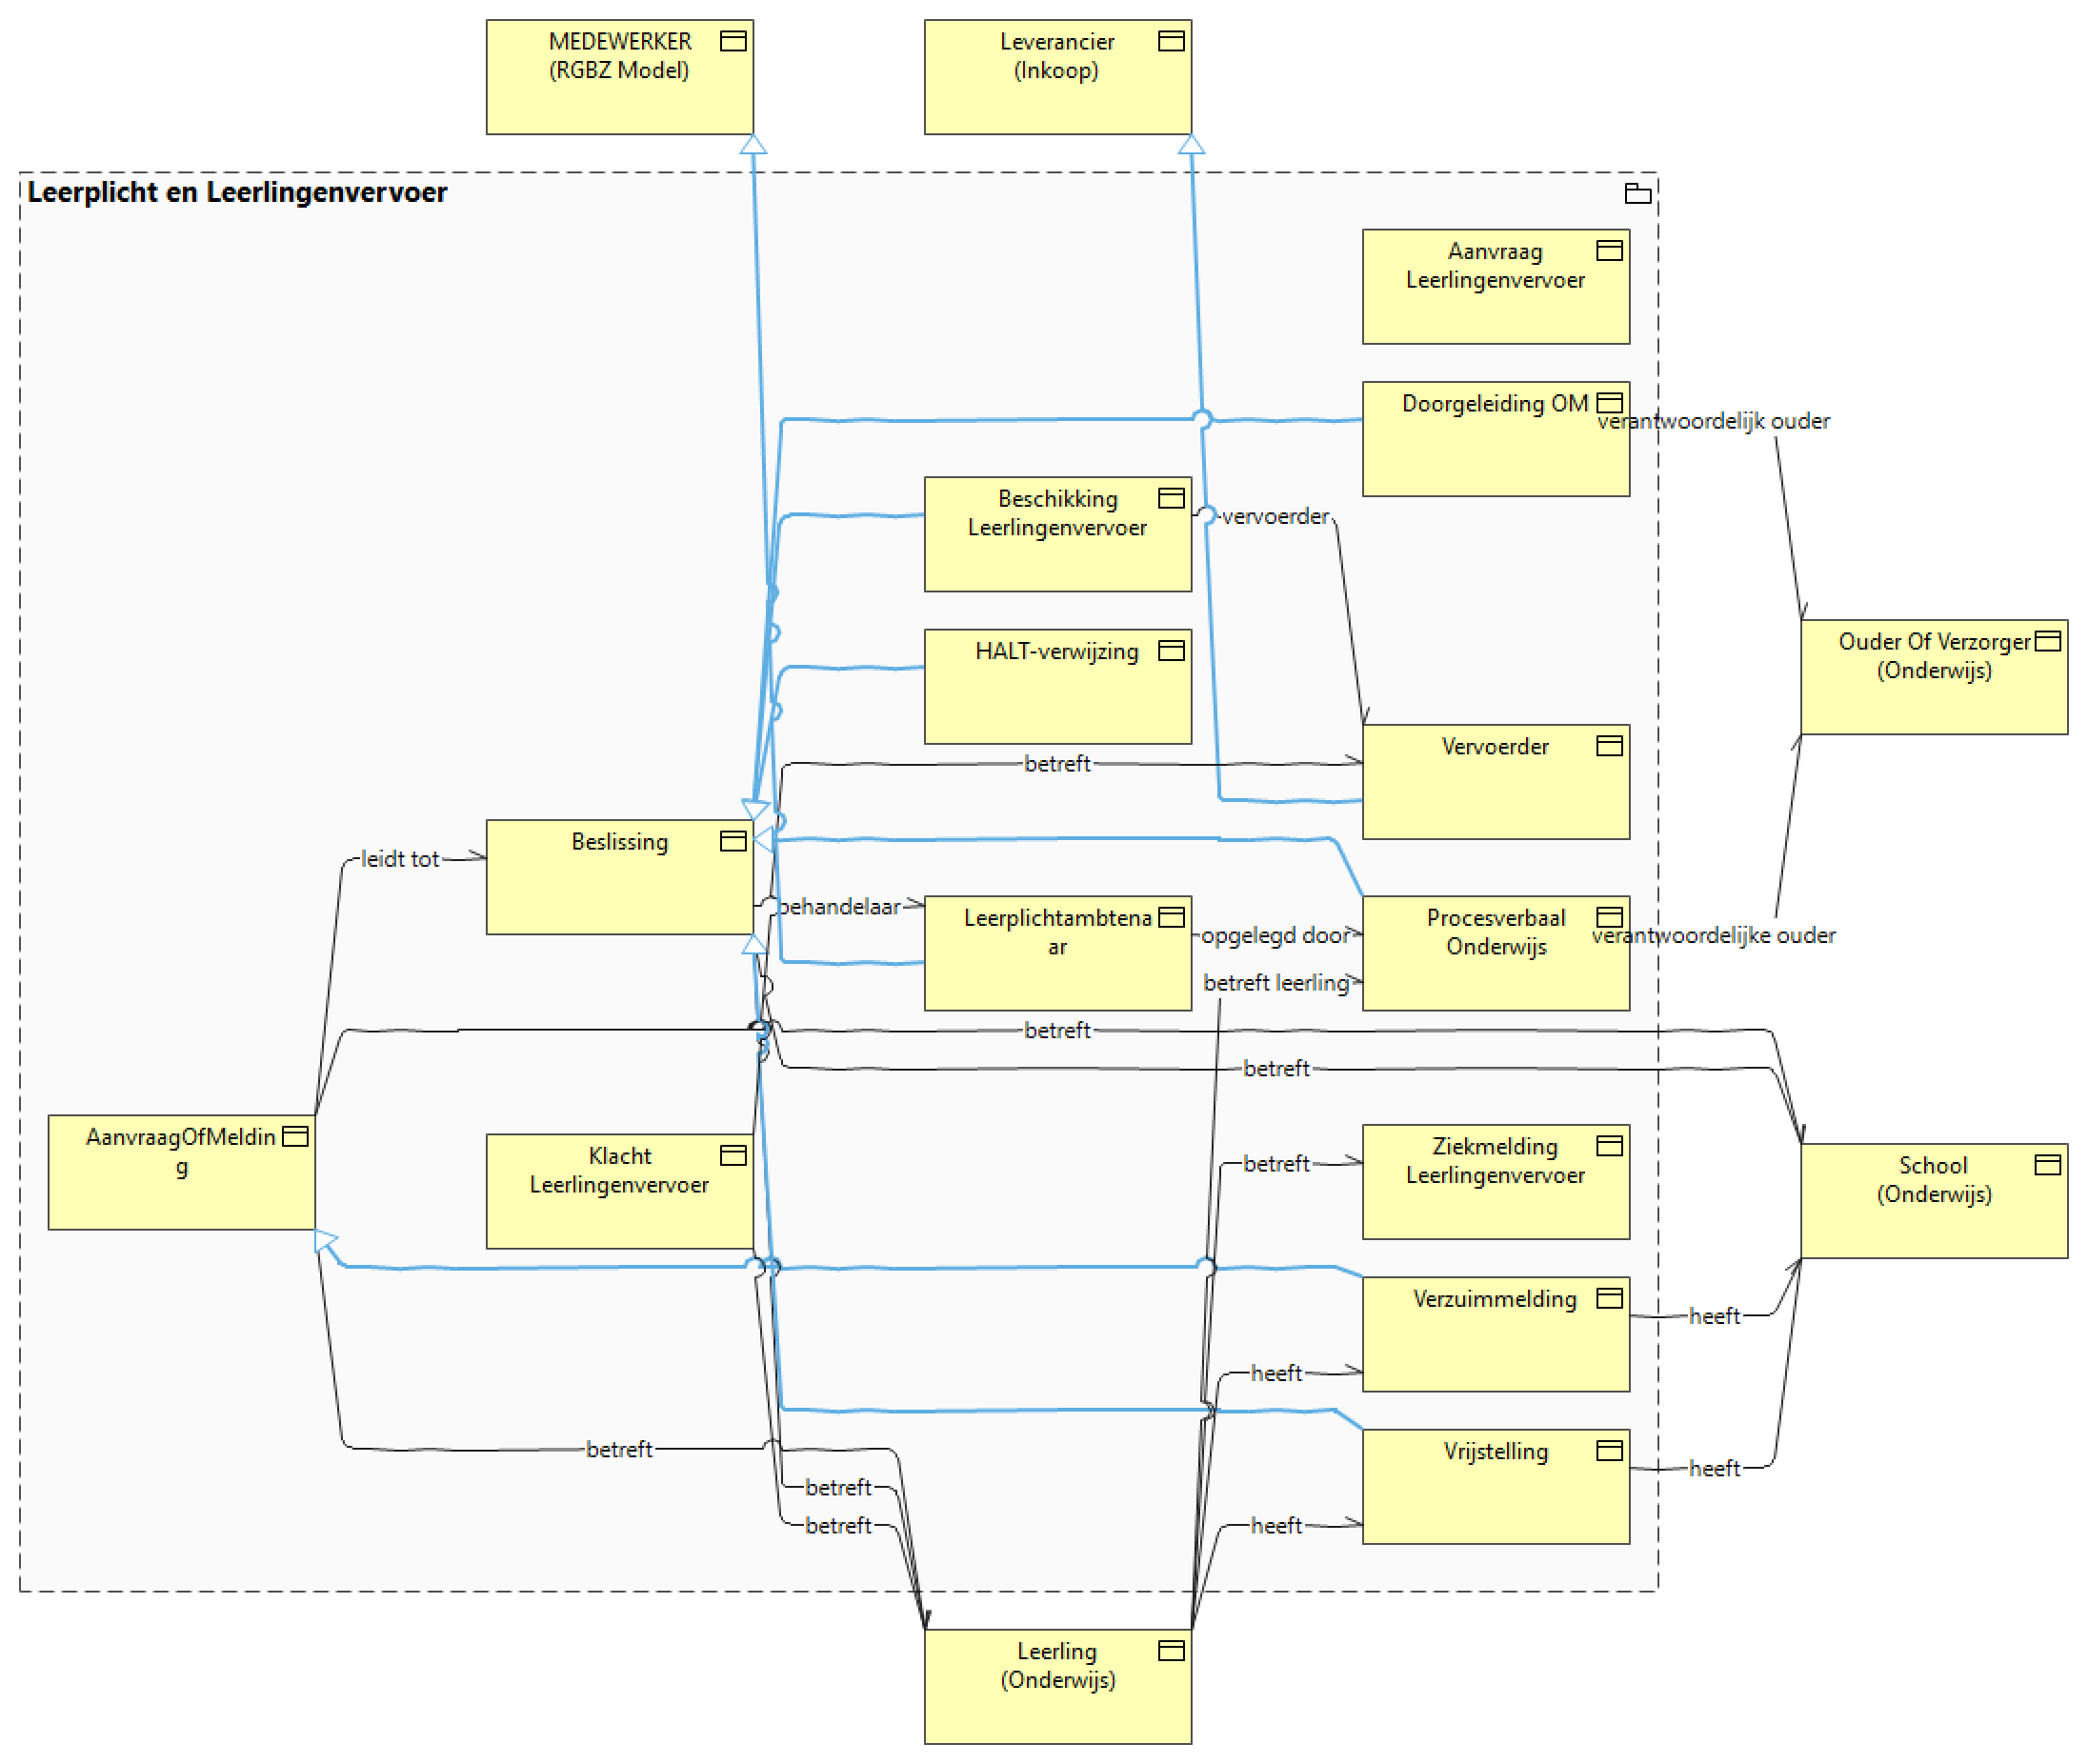 MEDEWERKER
(RGBZ Model)
Leverancier
(Inkoop)
Leerplicht en Leerlingenvervoer
Aanvraag
Leerlingenvervoer
Doorgeleiding OM
verantwoordelijk ouder
Beschikking
Leerlingenvervoer
vervoerder
HALT-verwijzing
Ouder Of Verzorger
(Onderwijs)
Vervoerder
betreft
Beslissing
leidt tot
behandelaar
Leerplichtambtena
ar
opgelegd door
Procesverbaal
Onderwijs
verantwoordelijke ouder
betreft leerling
betreft
betreft
AanvraagOfMeldin
g
Klacht
Leerlingenvervoer
betreft
Ziekmelding
Leerlingenvervoer
School
(Onderwijs)
Verzuimmelding
heeft
heeft
betreft
Vrijstelling
heeft
betreft
betreft
heeft
Leerling
(Onderwijs)